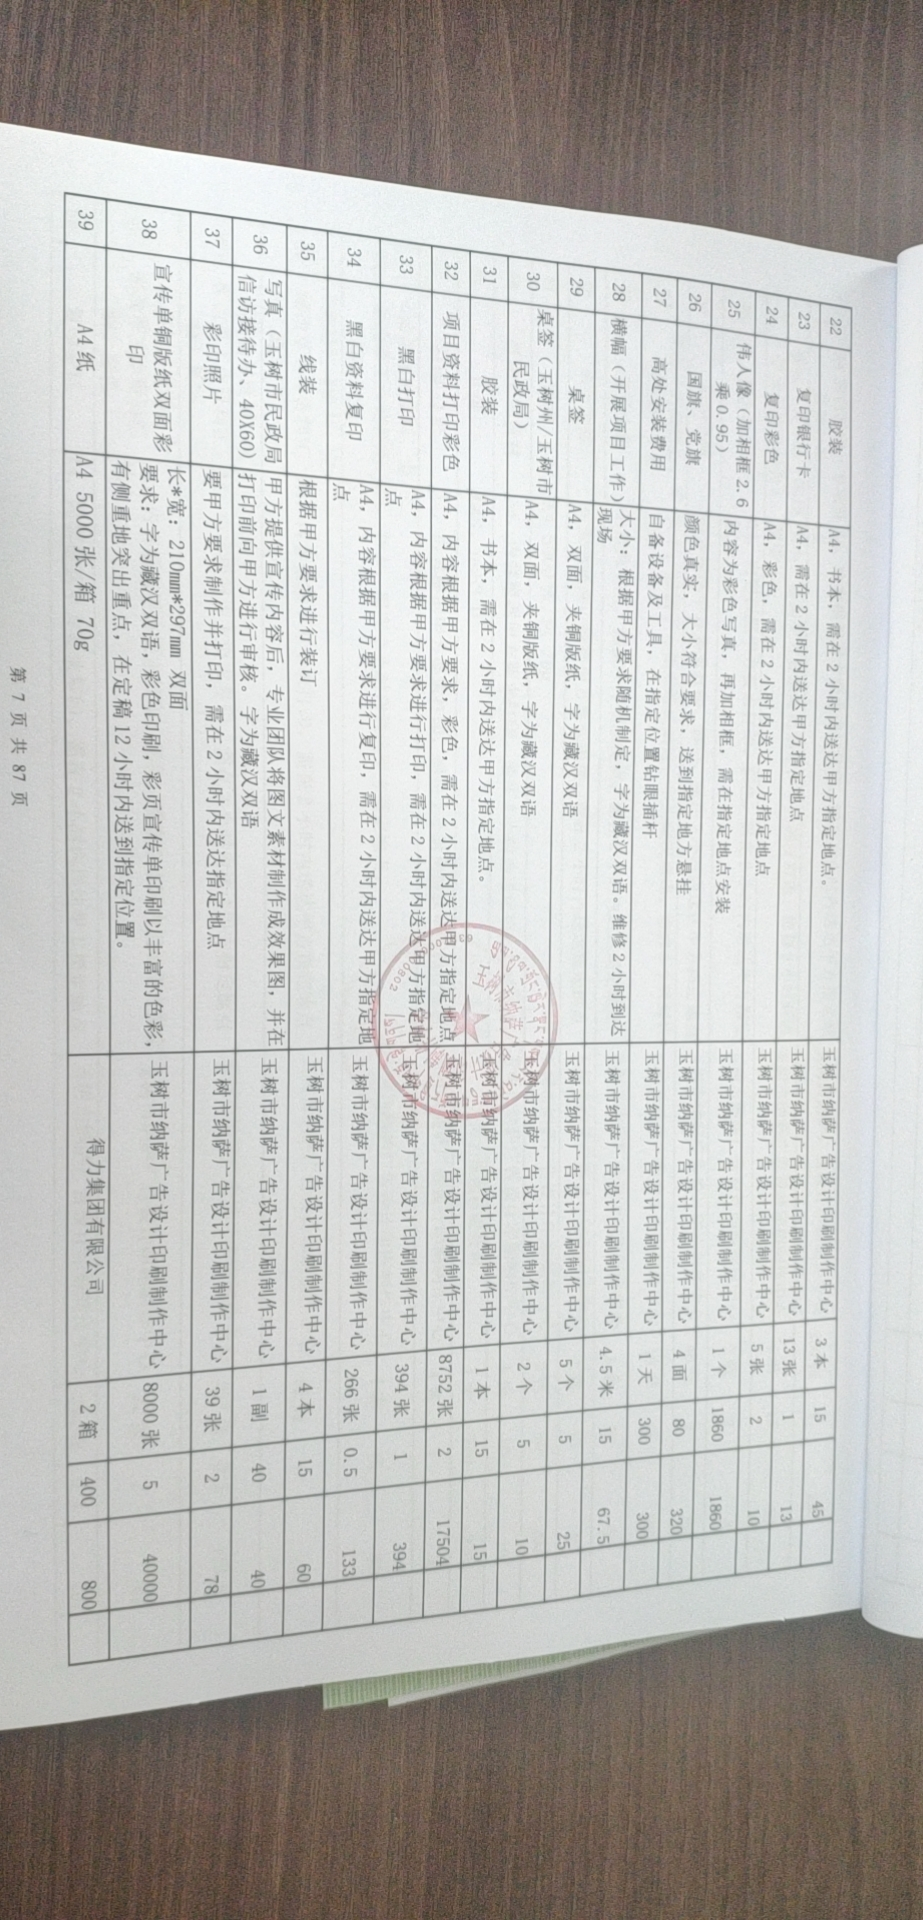 22 胶装 A4，书本，需在 2 小时内送达甲方指定地点。 玉树市纳萨广告设计印刷制作中心 3 本 15 45
23 复印银行卡 A4，需在 2 小时内送达甲方指定地点 玉树市纳萨广告设计印刷制作中心 13 张 1 13
24 复印彩色 A4，彩色，需在 2 小时内送达甲方指定地点 玉树市纳萨广告设计印刷制作中心 5 张 2 10
25 伟人像（加相框 2.6
乘 0.95） 内容为彩色写真，再加相框，需在指定地点安装 玉树市纳萨广告设计印刷制作中心 1 个 1860 1860
26 国旗、党旗 颜色真实，大小符合要求，送到指定地方悬挂 玉树市纳萨广告设计印刷制作中心 4 面 80 320
27 高处安装费用 自备设备及工具，在指定位置钻眼插杆 玉树市纳萨广告设计印刷制作中心 1 天 300 300
28 横幅（开展项目工作） 大小：根据甲方要求随机制定，字为藏汉双语。维修 2 小时到达
现场 玉树市纳萨广告设计印刷制作中心 4.5 米 15 67.5
29 桌签 A4，双面，夹铜版纸，字为藏汉双语 玉树市纳萨广告设计印刷制作中心 5 个 5 25
30 桌签（玉树州/玉树市
民政局） A4，双面，夹铜版纸，字为藏汉双语 玉树市纳萨广告设计印刷制作中心 2 个 5 10
31 胶装 A4，书本，需在 2 小时内送达甲方指定地点。 玉树市纳萨广告设计印刷制作中心 1 本 15 15
32 项目资料打印彩色 A4，内容根据甲方要求，彩色，需在 2 小时内送达甲方指定地点 玉树市纳萨广告设计印刷制作中心 8752 张 2 17504
33 黑白打印 A4，内容根据甲方要求进行打印，需在 2 小时内送达甲方指定地
点 玉树市纳萨广告设计印刷制作中心 394 张 1 394
34 黑白资料复印 A4，内容根据甲方要求进行复印，需在 2 小时内送达甲方指定地
点 玉树市纳萨广告设计印刷制作中心 266 张 0.5 133
35 线装 根据甲方要求进行装订 玉树市纳萨广告设计印刷制作中心 4 本 15 60
36 写真（玉树市民政局
信访接待办、40X60） 甲方提供宣传内容后，专业团队将图文素材制作成效果图，并在
打印前向甲方进行审核。字为藏汉双语 玉树市纳萨广告设计印刷制作中心 1 副 40 40
37 彩印照片 要甲方要求制作并打印，需在 2 小时内送达指定地点 玉树市纳萨广告设计印刷制作中心 39 张 2 78
38 宣传单铜版纸双面彩
印 长*宽：210mm*297mm 双面
要求：字为藏汉双语，彩色印刷，彩页宣传单印刷以丰富的色彩，
有侧重地突出重点，在定稿 12 小时内送到指定位置。 玉树市纳萨广告设计印刷制作中心 8000 张 5 40000
39 A4 纸 A4 5000 张/箱 70g 得力集团有限公司 2 箱 400 800
第 7 页 共 87 页